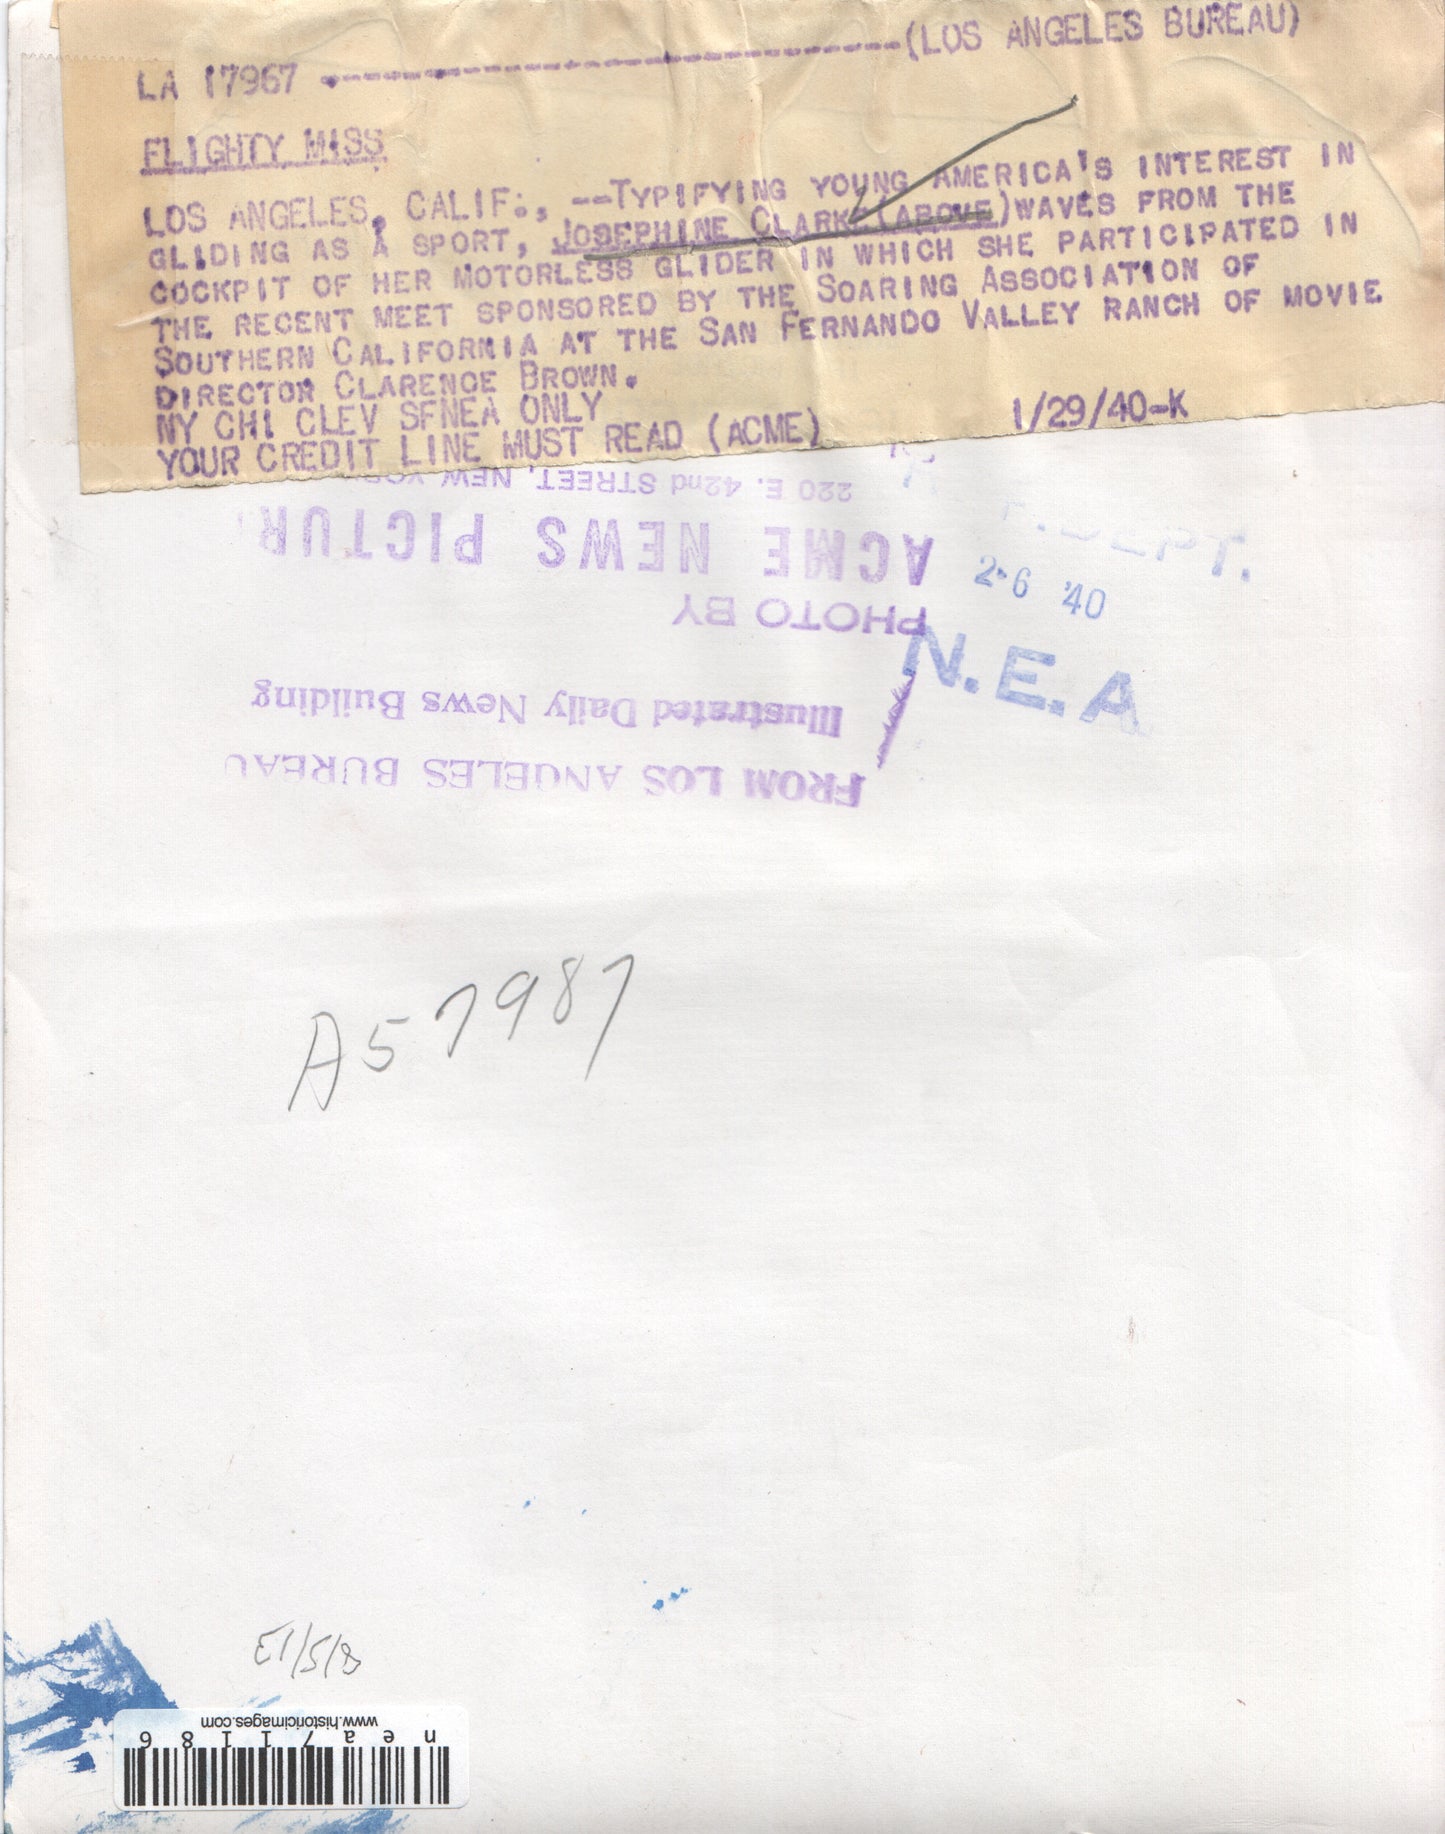 LA 17967 ---------------------------------------(LOS ANGELES BUREAU)
FLIGHTY MISS
LOS ANGELES, CALIF:, --TYPIFYING YOUNG AMERICA'S INTEREST IN
GLIDING AS A SPORT, JOSEPHINE CLARKE (ABOVE) WAVES FROM THE
COCKPIT OF HER MOTORLESS GLIDER IN WHICH SHE PARTICIPATED IN
THE RECENT MEET SPONSORED BY THE SOARING ASSOCIATION OF
SOUTHERN CALIFORNIA AT THE SAN FERNANDO VALLEY RANCH OF MOVIE
DIRECTOR CLARENCE BROWN.
NY CHI CLEV SFNEA ONLY
YOUR CREDIT LINE MUST READ (ACME) 1/29/40-K
220 E. 42nd STREET, NEW
ACME NEWS PICTUR
PHOTO BY
Illustrated Daily News Building
FROM LOS ANGELES BUREAU
2-6 '40
N.E.A
A57987
E1/5/8
www.historicimages.com
nea71186